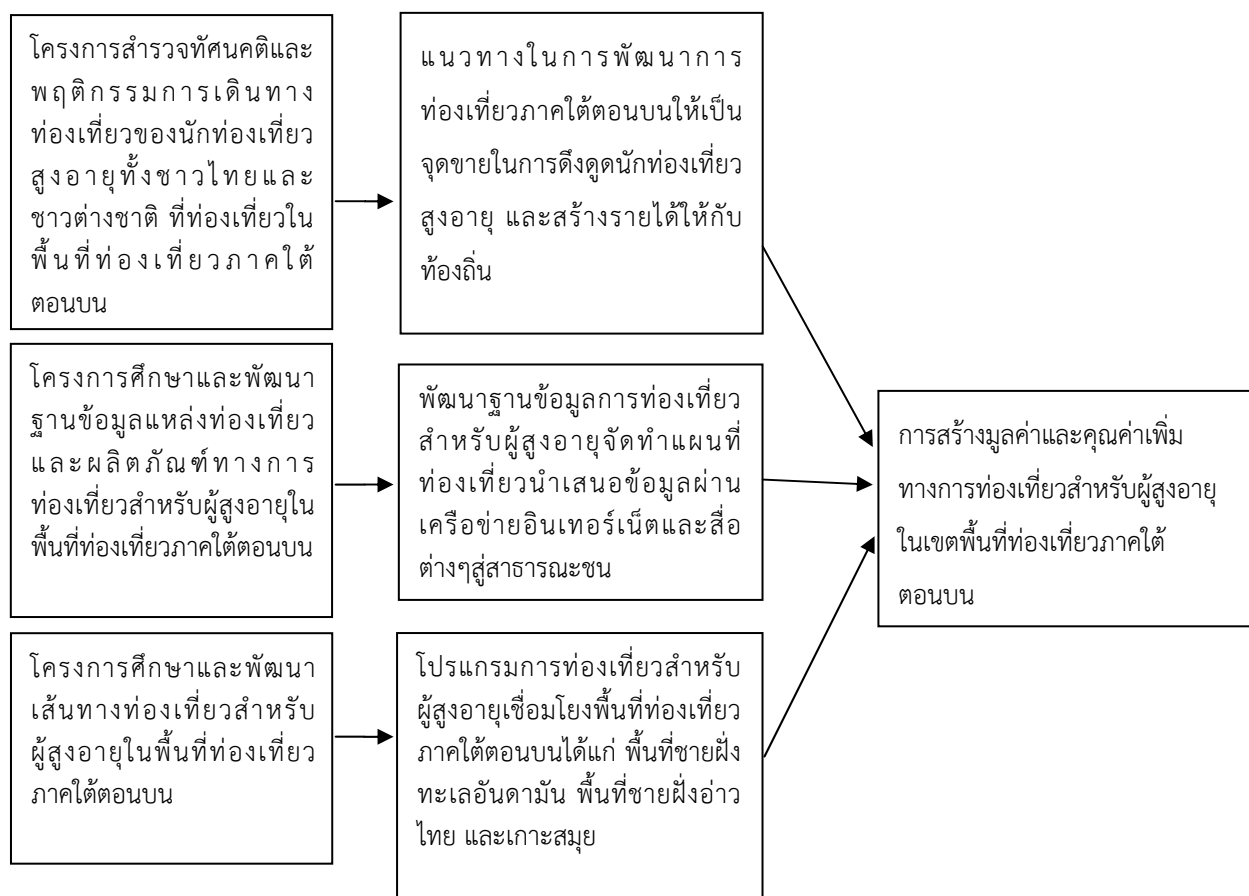 โครงการสำรวจทัศนคติและ
พฤติกรรมการเดินทาง
ท่องเที่ยวของนักท่องเที่ยว
สูงอายุทั้งชาวไทยและ
ชาวต่างชาติ ที่ท่องเที่ยวใน
พื้นที่ท่องเที่ยวภาคใต้
ตอนบน
แนวทางในการพัฒนาการ
ท่องเที่ยวภาคใต้ตอนบนให้เป็น
จุดขายในการดึงดูดนักท่องเที่ยว
สูงอายุ และสร้างรายได้ให้กับ
ท้องถิ่น
โครงการศึกษาและพัฒนา
ฐานข้อมูลแหล่งท่องเที่ยว
และผลิตภัณฑ์ทางการ
ท่องเที่ยวสำหรับผู้สูงอายุใน
พื้นที่ท่องเที่ยวภาคใต้ตอนบน
พัฒนาฐานข้อมูลการท่องเที่ยว
สำหรับผู้สูงอายุจัดทำแผนที่
ท่องเที่ยวนำเสนอข้อมูลผ่าน
เครือข่ายอินเทอร์เน็ตและสื่อ
ต่างๆสู่สาธารณะชน
โครงการศึกษาและพัฒนา
เส้นทางท่องเที่ยวสำหรับ
ผู้สูงอายุในพื้นที่ท่องเที่ยว
ภาคใต้ตอนบน
โปรแกรมการท่องเที่ยวสำหรับ
ผู้สูงอายุเชื่อมโยงพื้นที่ท่องเที่ยว
ภาคใต้ตอนบนได้แก่ พื้นที่ชายฝั่ง
ทะเลอันดามัน พื้นที่ชายฝั่งอ่าว
ไทย และเกาะสมุย
การสร้างมูลค่าและคุณค่าเพิ่ม
ทางการท่องเที่ยวสำหรับผู้สูงอายุ
ในเขตพื้นที่ท่องเที่ยวภาคใต้
ตอนบน